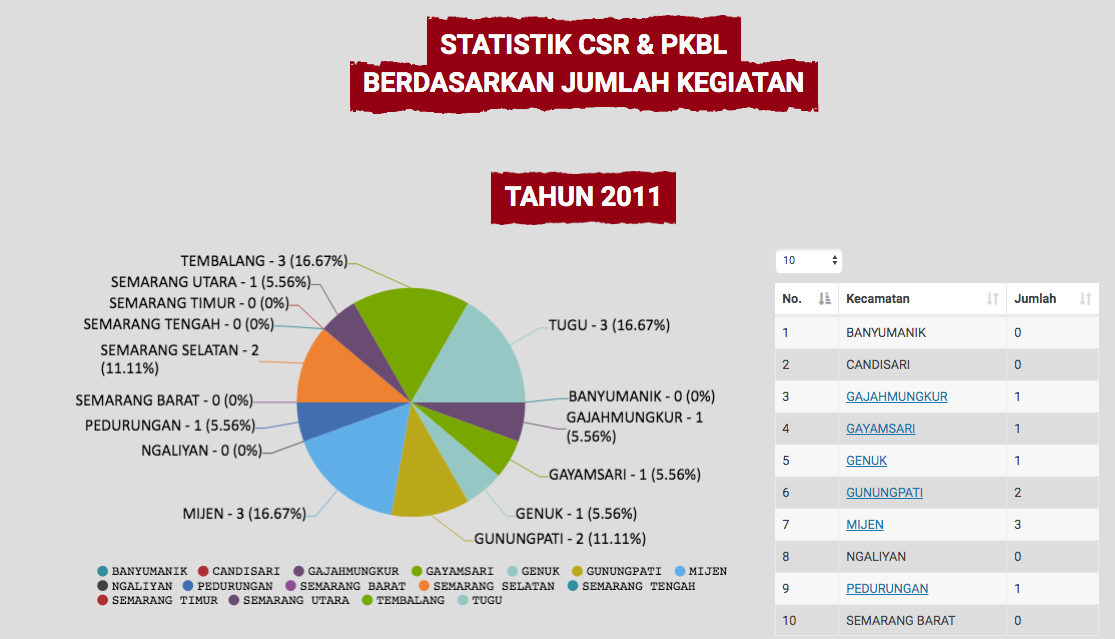 STATISTIK CSR & PKBL
BERDASARKAN JUMLAH KEGIATAN
TAHUN 2011
TEMBALANG - 3 (16.67%)
SEMARANG UTARA - 1 (5.56%)
SEMARANG TIMUR - 0 (0%)
SEMARANG TENGAH - 0 (0%)
SEMARANG SELATAN - 2
(11.11%)
SEMARANG BARAT - 0 (0%)
PEDURUNGAN - 1 (5.56%)
NGALIYAN - 0 (0%)
MIJEN - 3 (16.67%)
TUGU - 3 (16.67%)
BANYUMANIK - 0 (0%)
GAJAHMUNGKUR - 1
(5.56%)
GAYAMSARI - 1 (5.56%)
GENUK - 1 (5.56%)
GUNUNGPATI - 2 (11.11%)
BANYUMANIK CANDISARI GAJAHMUNGKUR GAYAMSARI GENUK GUNUNGPATI MIJEN
NGALIYAN PEDURUNGAN SEMARANG BARAT SEMARANG SELATAN SEMARANG TENGAH
SEMARANG TIMUR SEMARANG UTARA TEMBALANG TUGU
10
No. Kecamatan Jumlah
1 BANYUMANIK 0
2 CANDISARI 0
3 GAJAHMUNGKUR 1
4 GAYAMSARI 1
5 GENUK 1
6 GUNUNGPATI 2
7 MIJEN 3
8 NGALIYAN 0
9 PEDURUNGAN 1
10 SEMARANG BARAT 0